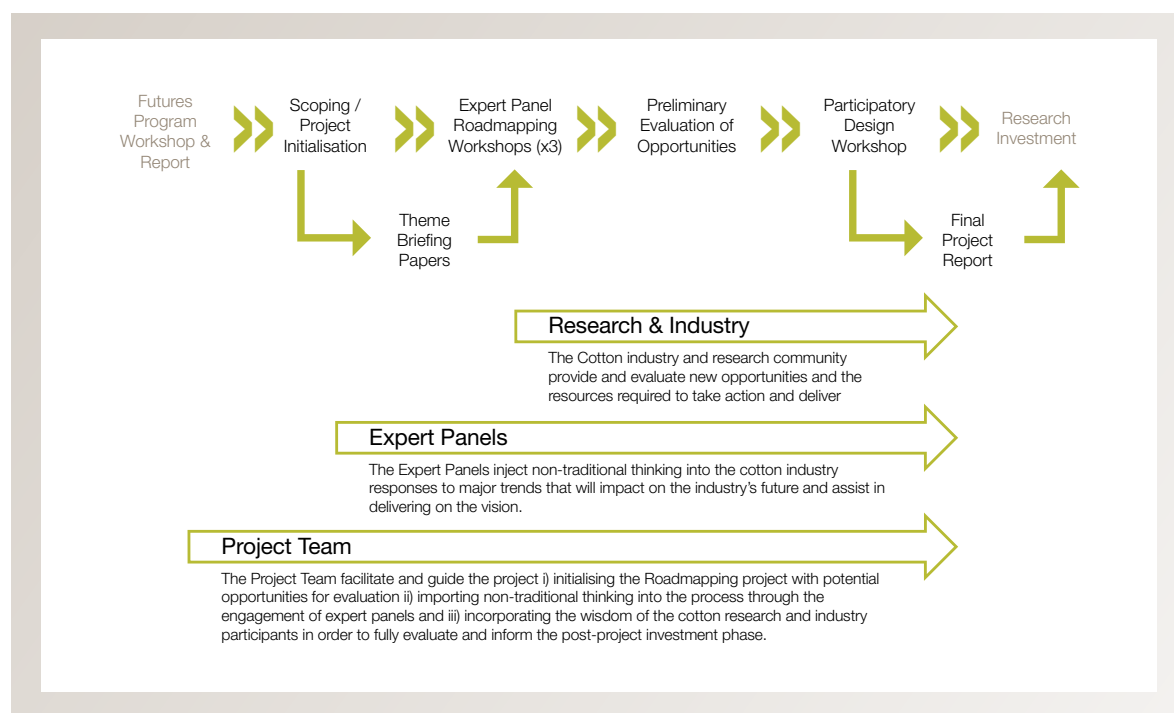 Futures
Program
Workshop &
Report
Scoping /
Project
Initialisation
Expert Panel
Roadmapping
Workshops (x3)
Preliminary
Evaluation of
Opportunities
Participatory
Design
Workshop
Research
Investment
Theme
Briefing
Papers
Final
Project
Report
Research & Industry
The Cotton industry and research community
provide and evaluate new opportunities and the
resources required to take action and deliver
Expert Panels
The Expert Panels inject non-traditional thinking into the cotton industry
responses to major trends that will impact on the industry’s future and assist in
delivering on the vision.
Project Team
The Project Team facilitate and guide the project i) initialising the Roadmapping project with potential
opportunities for evaluation ii) importing non-traditional thinking into the process through the
engagement of expert panels and iii) incorporating the wisdom of the cotton research and industry
participants in order to fully evaluate and inform the post-project investment phase.